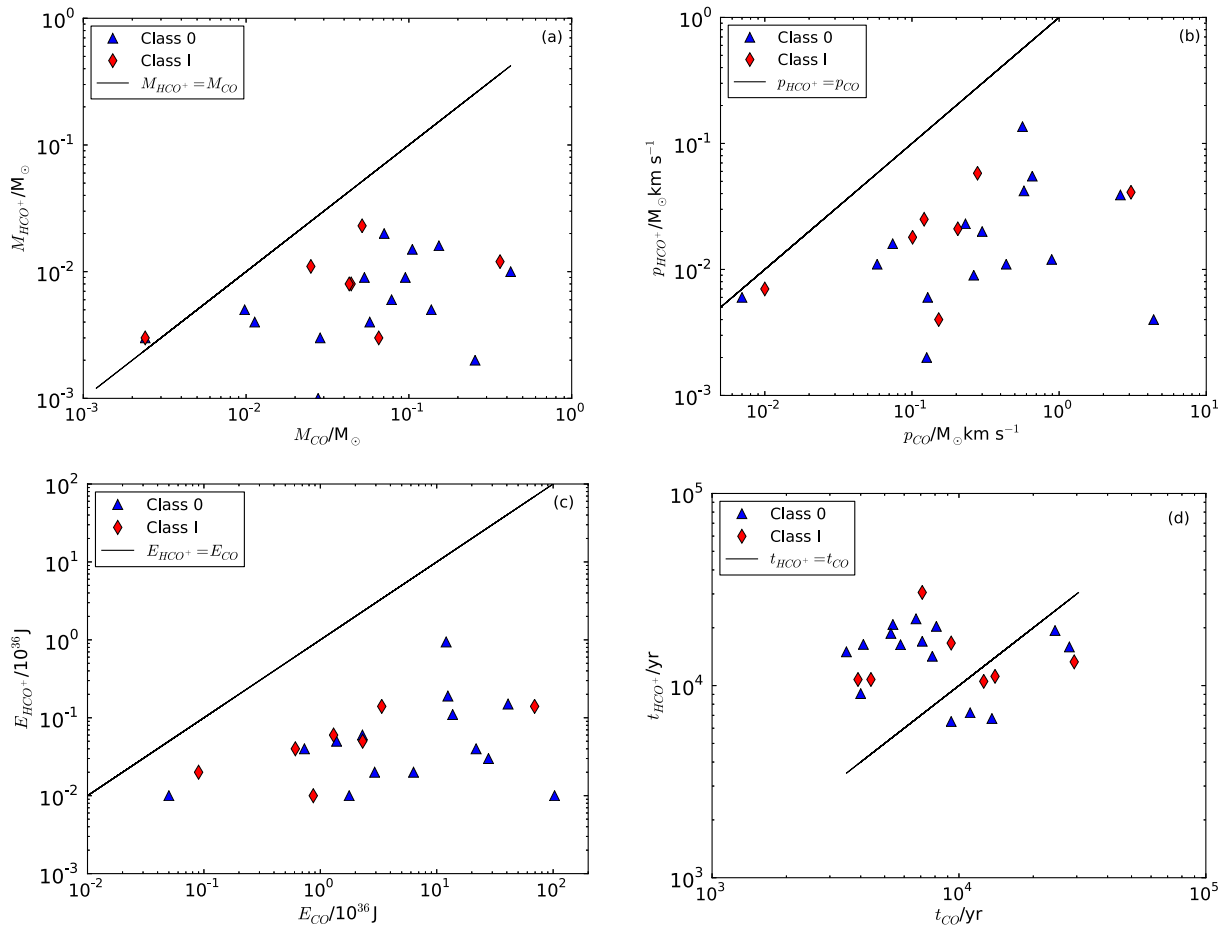 (a)
Class 0
Class I
M_{HCO^+} = M_{CO}
10^0
10^{-1}
10^{-2}
10^{-3}
M_{HCO^+}/M_⊙
10^{-3} 10^{-2} 10^{-1} 10^0
M_{CO}/M_⊙
(b)
Class 0
Class I
p_{HCO^+} = p_{CO}
10^0
10^{-1}
10^{-2}
10^{-3}
p_{HCO^+}/M_⊙km s^{-1}
10^{-2} 10^{-1} 10^0 10^1
p_{CO}/M_⊙km s^{-1}
(c)
Class 0
Class I
E_{HCO^+} = E_{CO}
10^2
10^1
10^0
10^{-1}
10^{-2}
10^{-3}
E_{HCO^+}/10^{36}J
10^{-2} 10^{-1} 10^0 10^1 10^2
E_{CO}/10^{36}J
(d)
Class 0
Class I
t_{HCO^+} = t_{CO}
10^5
10^4
10^3
t_{HCO^+}/yr
10^3 10^4 10^5
t_{CO}/yr